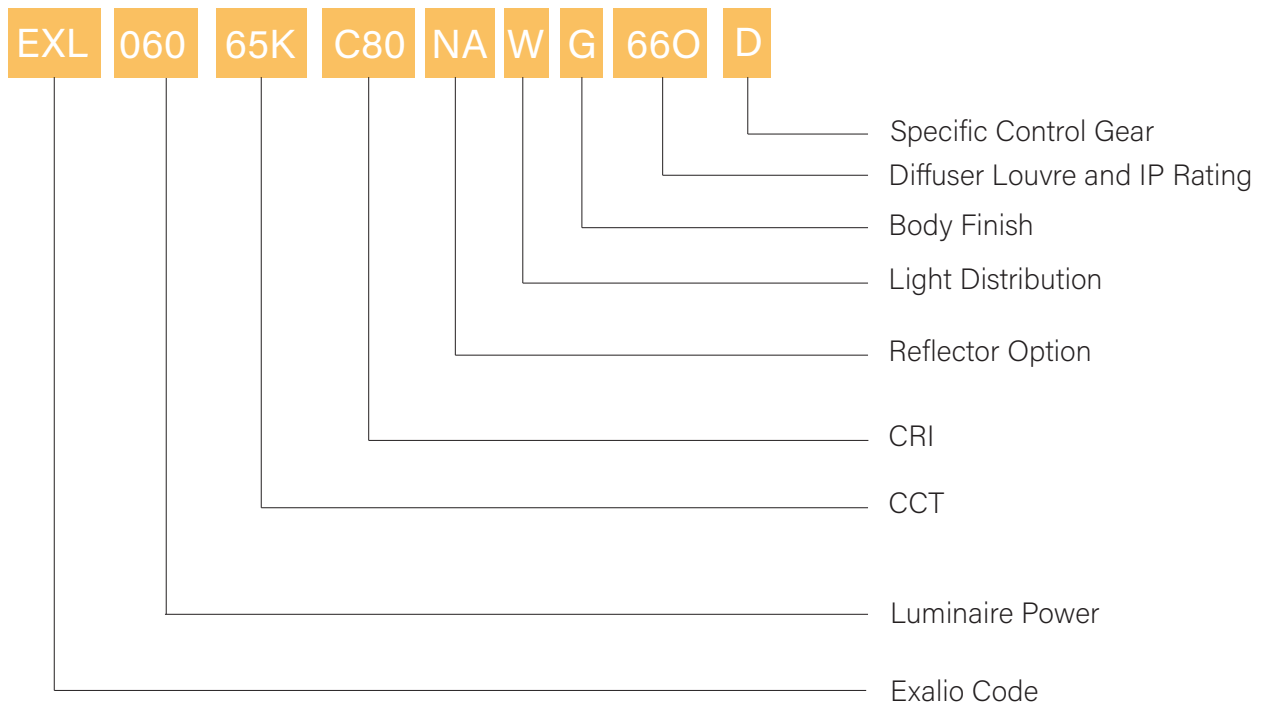 EXL 060 65K C80 NA W G 66O D
Specific Control Gear
Diffuser Louvre and IP Rating
Body Finish
Light Distribution
Reflector Option
CRI
CCT
Luminaire Power
Exalio Code